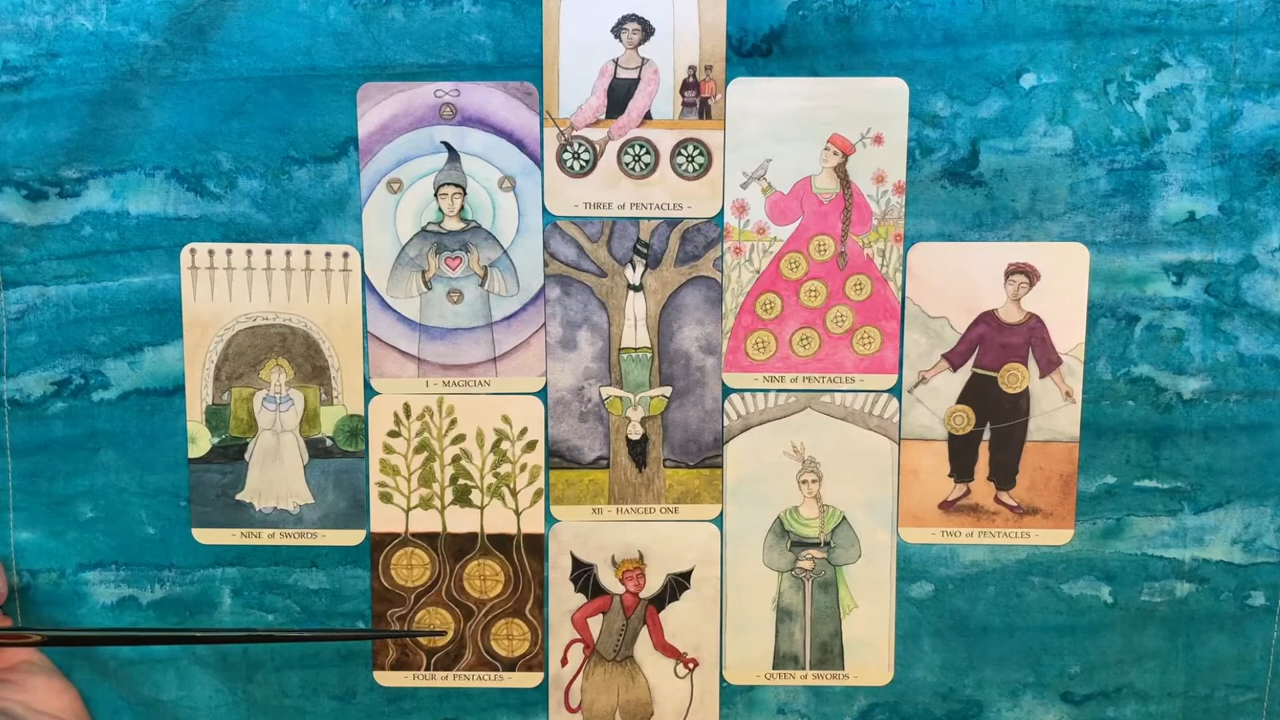 ~ THREE of PENTACLES ~
I ~ MAGICIAN
~ NINE of PENTACLES ~
~ NINE of SWORDS ~
XII ~ HANGED ONE
~ TWO of PENTACLES ~
~ FOUR of PENTACLES ~
~ QUEEN of SWORDS ~